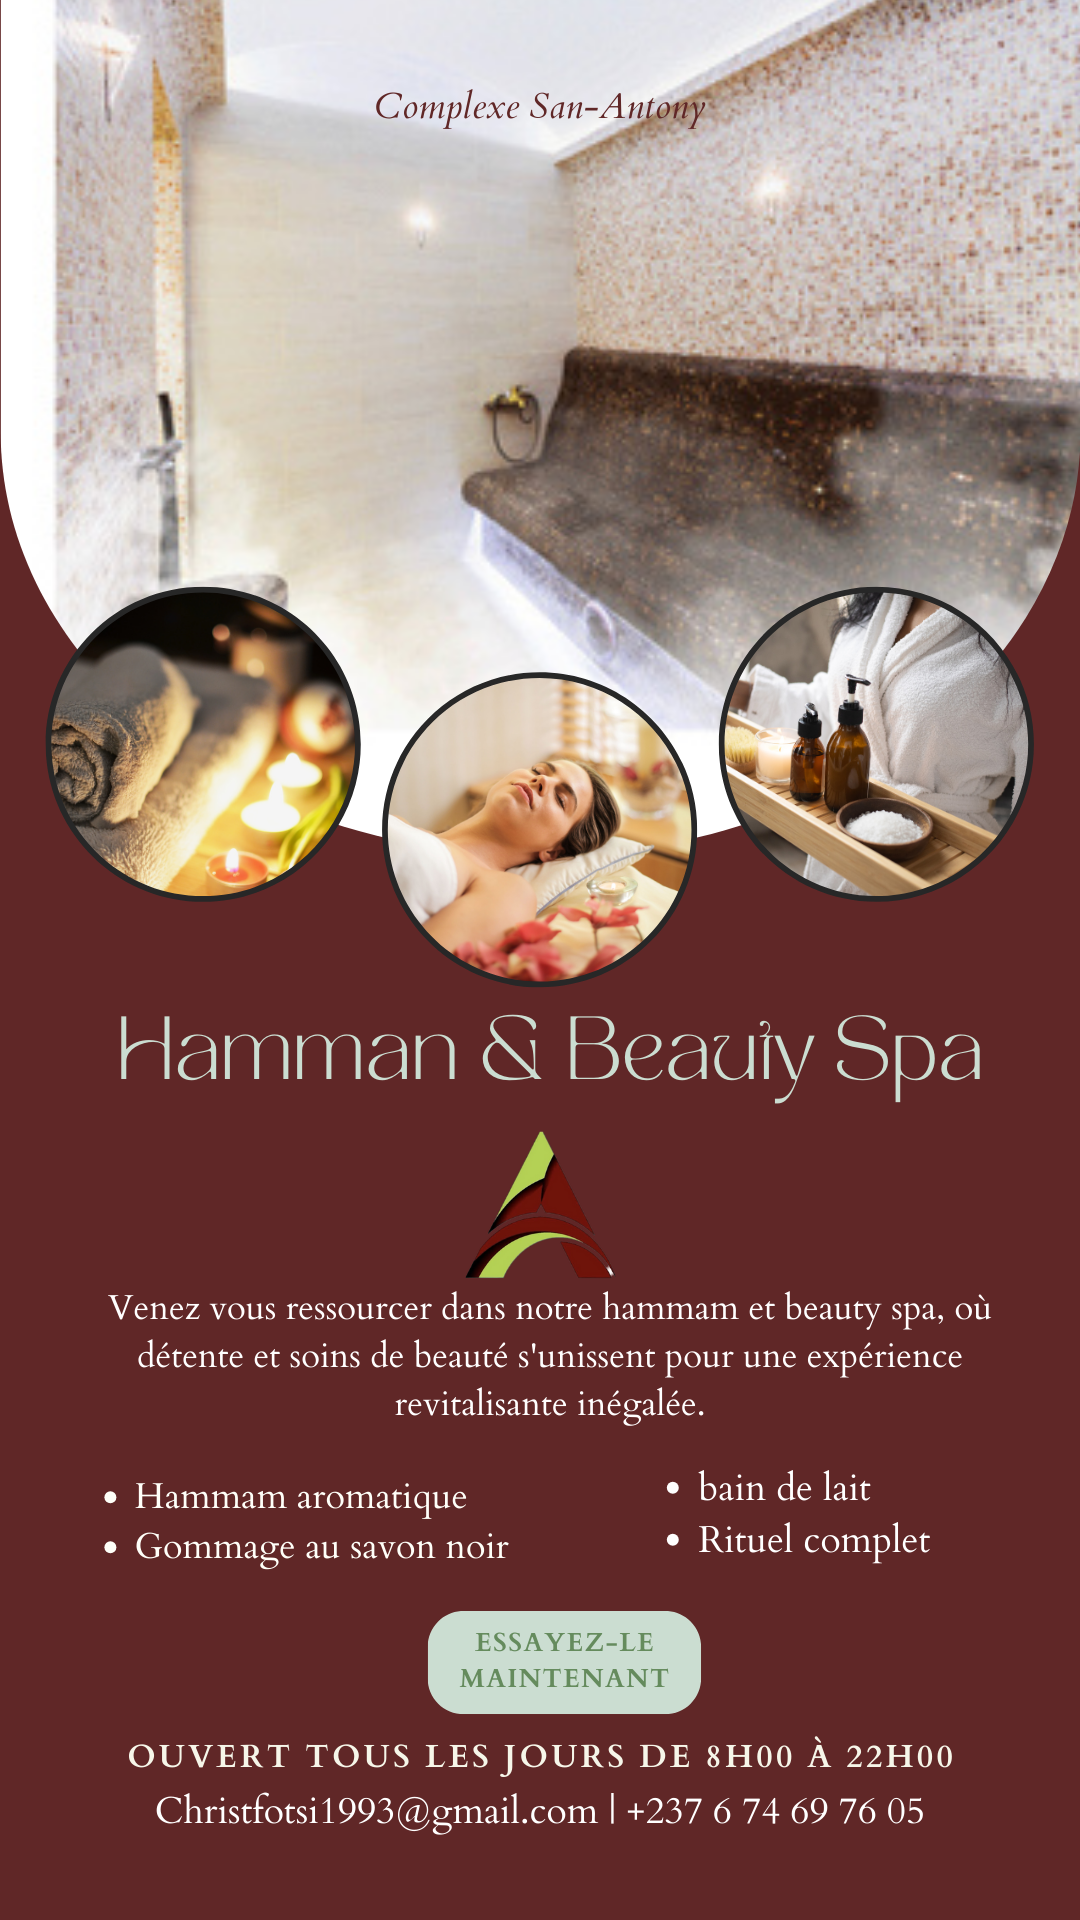 Complexe San-Antony
Hamman & Beauty Spa
Venez vous ressourcer dans notre hammam et beauty spa, où
détente et soins de beauté s'unissent pour une expérience
revitalisante inégalée.
• Hammam aromatique
• Gommage au savon noir
• bain de lait
• Rituel complet
ESSAYEZ-LE
MAINTENANT
OUVERT TOUS LES JOURS DE 8H00 À 22H00
Christfotsi1993@gmail.com | +237 6 74 69 76 05